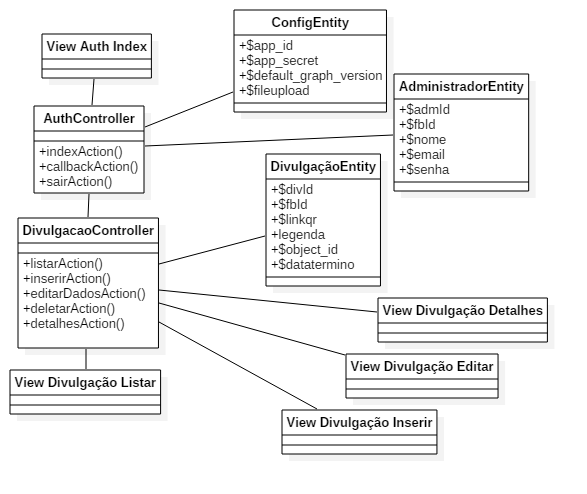 ConfigEntity
+$app_id
+$app_secret
+$default_graph_version
+$fileupload
View Auth Index
AuthController
+indexAction()
+callbackAction()
+sairAction()
AdministradorEntity
+$admId
+$fbId
+$nome
+$email
+$senha
DivulgaçãoEntity
+$divId
+$fbId
+$linkqr
+legenda
+$object_id
+$datatermino
DivulgacaoController
+listarAction()
+inserirAction()
+editarDadosAction()
+deletarAction()
+detalhesAction()
View Divulgação Detalhes
View Divulgação Editar
View Divulgação Listar
View Divulgação Inserir